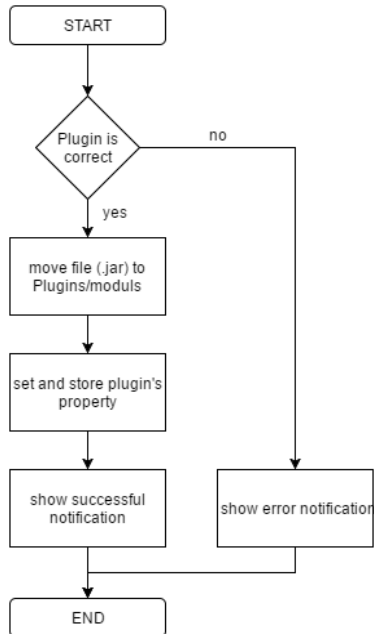 START
Plugin is
correct
no
yes
move file (.jar) to
Plugins/moduls
set and store plugin's
property
show successful
notification
show error notification
END